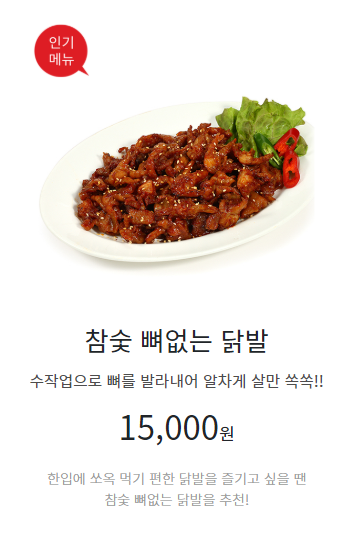 인기
메뉴
참숯 뼈없는 닭발
수작업으로 뼈를 발라내어 알차게 살만 쏙쏙!!
15,000원
한입에 쏘옥 먹기 편한 닭발을 즐기고 싶을 땐
참숯 뼈없는 닭발을 추천!